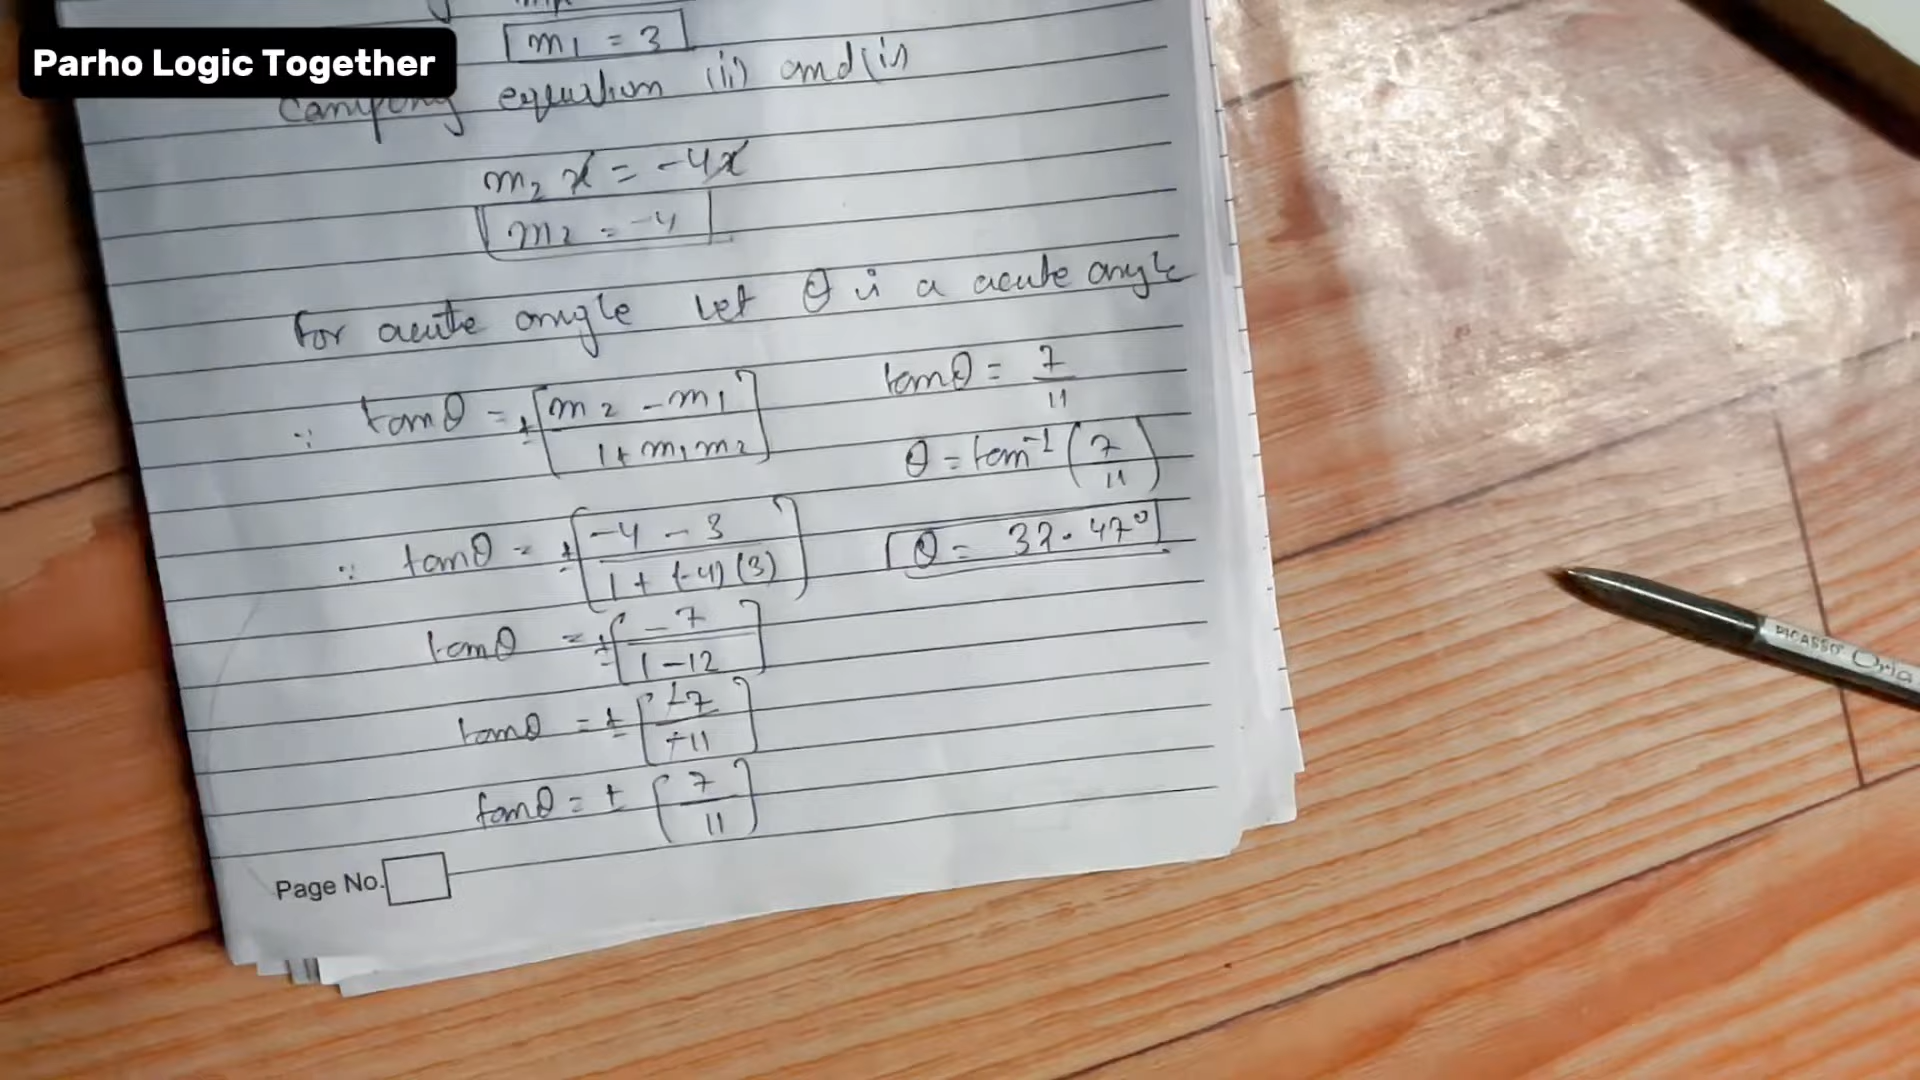 Parho Logic Together
m1 = 3
equation (ii) and (iv)
m2 x = -4x
m2 = -4
For acute angle Let θ is a acute angle
∵ tanθ = ± [m2 - m1 / 1 + m1m2]
∵ tanθ = ± [-4 - 3 / 1 + (-4)(3)]
tanθ = ± [-7 / 1 - 12]
tanθ = ± [-7 / -11]
tanθ = ± [7 / 11]
tanθ = 7 / 11
θ = tan⁻¹ (7 / 11)
θ = 32.47°
Page No.
PICASSO